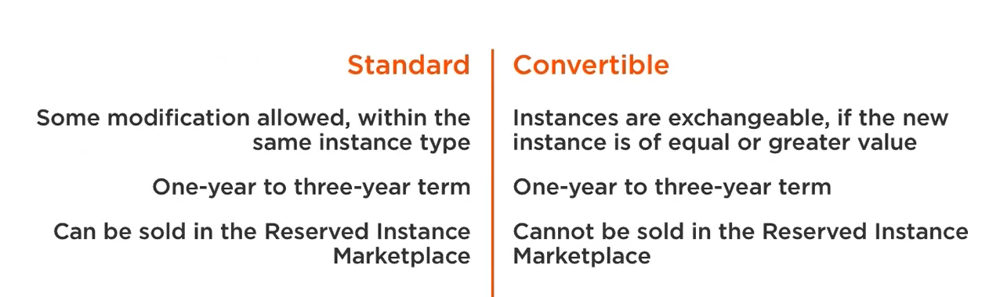 Standard
Some modification allowed, within the
same instance type
One-year to three-year term
Can be sold in the Reserved Instance
Marketplace
Convertible
Instances are exchangeable, if the new
instance is of equal or greater value
One-year to three-year term
Cannot be sold in the Reserved Instance
Marketplace